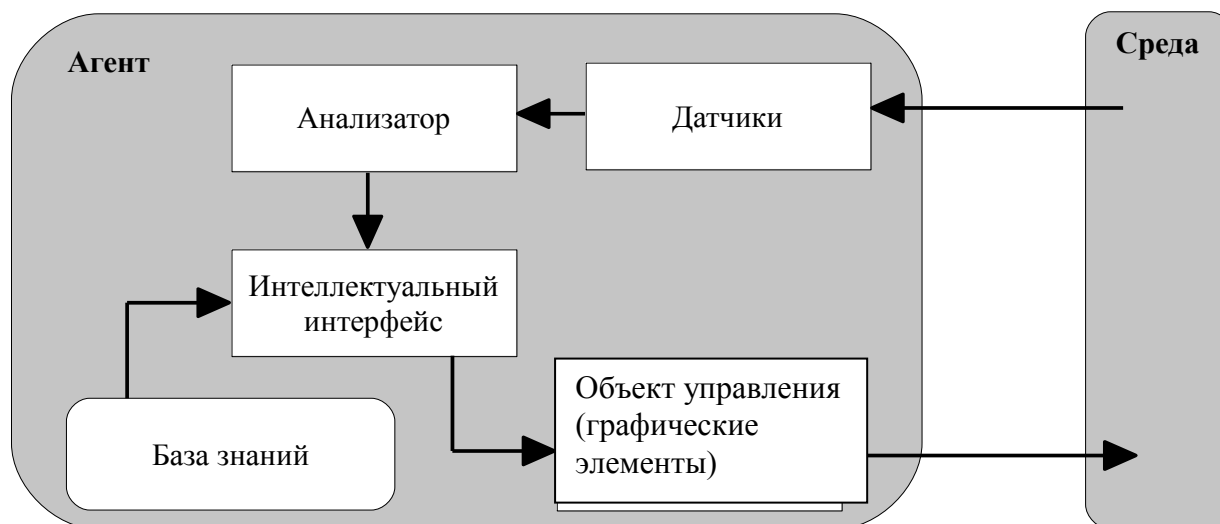 Агент
Среда
Анализатор
Датчики
Интеллектуальный
интерфейс
Объект управления
(графические
элементы)
База знаний